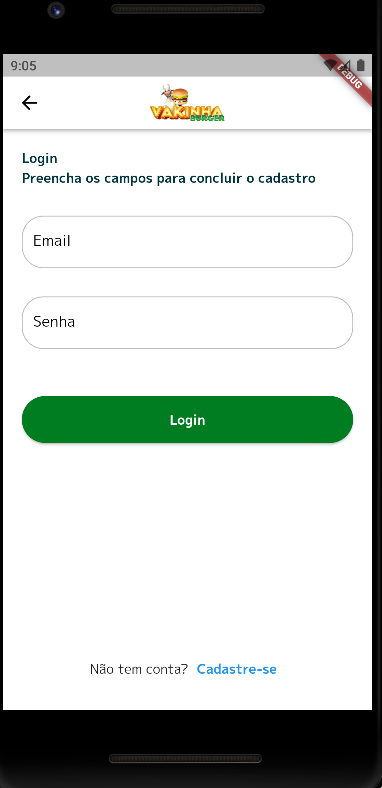 9:05
DEBUG
VAKINHA
BURGER
Login
Preencha os campos para concluir o cadastro
Email
Senha
Login
Não tem conta? Cadastre-se